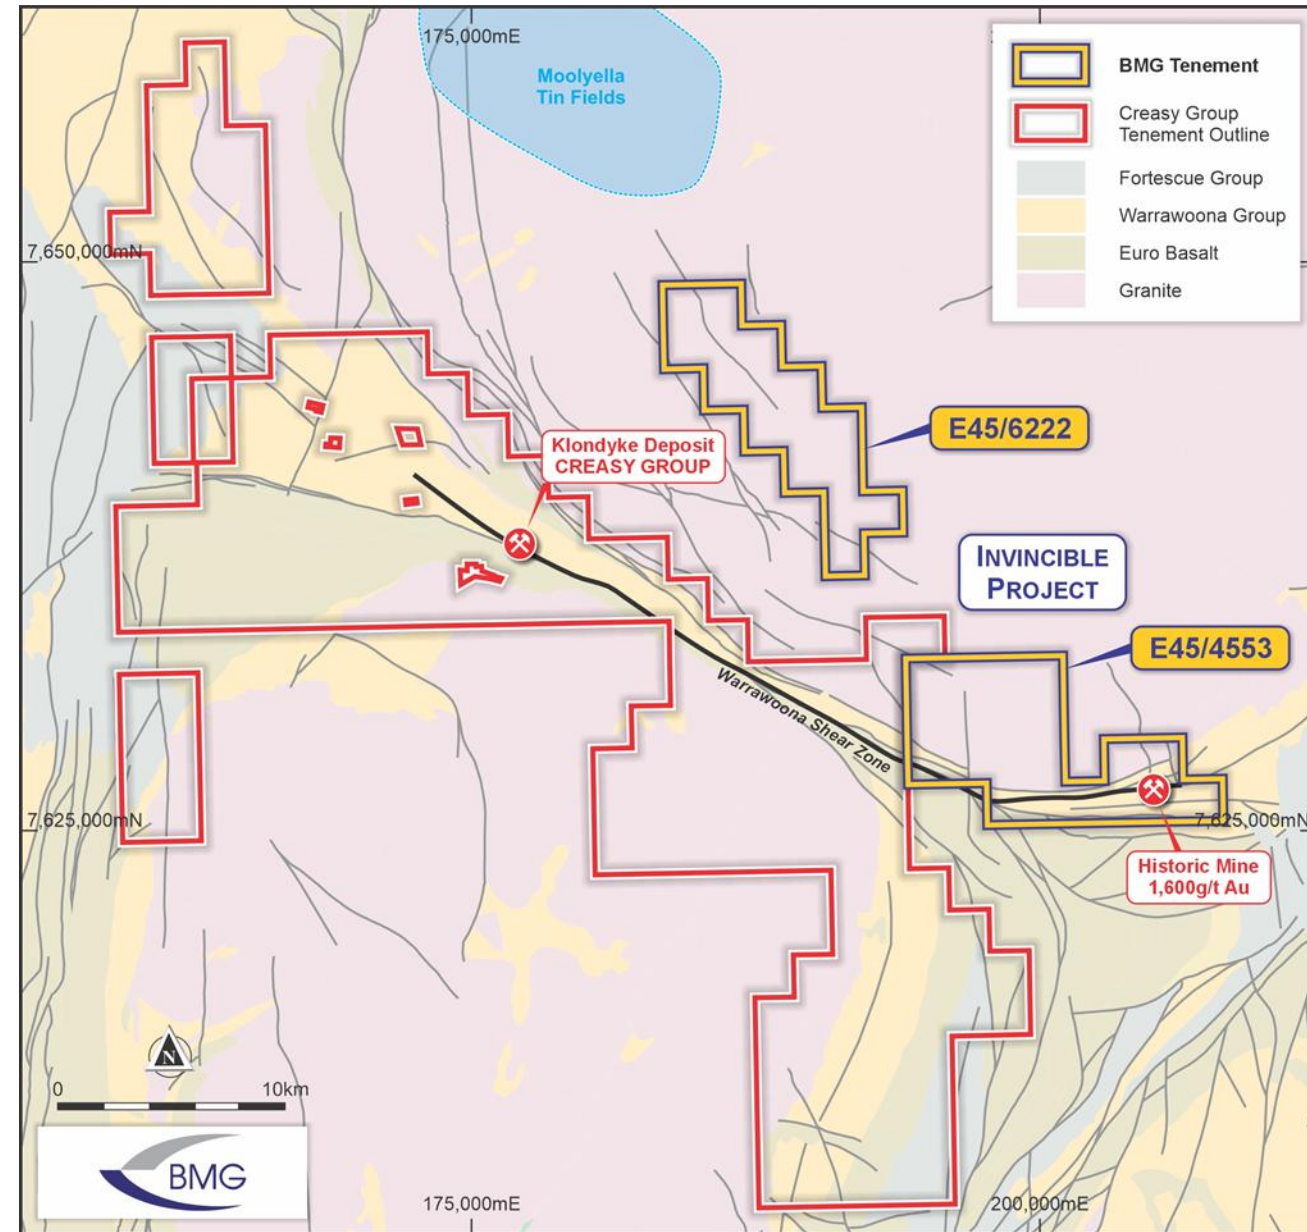 175,000mE
Moolyella
Tin Fields
BMG Tenement
Creasy Group
Tenement Outline
Fortescue Group
Warrawoona Group
Euro Basalt
Granite
7,650,000mN
E45/6222
Klondyke Deposit
CREASY GROUP
INVINCIBLE
PROJECT
E45/4553
Warrawoona Shear Zone
7,625,000mN
7,625,000mN
Historic Mine
1,600g/t Au
N
0 10km
BMG
175,000mE
200,000mE